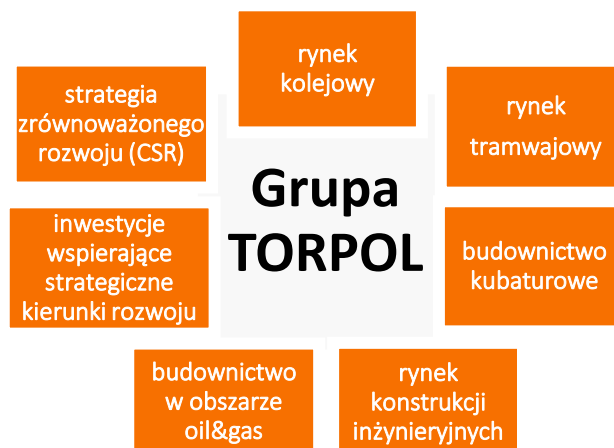 rynek
kolejowy
strategia
zrównoważonego
rozwoju (CSR)
rynek
tramwajowy
Grupa
TORPOL
inwestycje
wspierające
strategiczne
kierunki rozwoju
budownictwo
kubaturowe
budownictwo
w obszarze
oil&gas
rynek
konstrukcji
inżynieryjnych